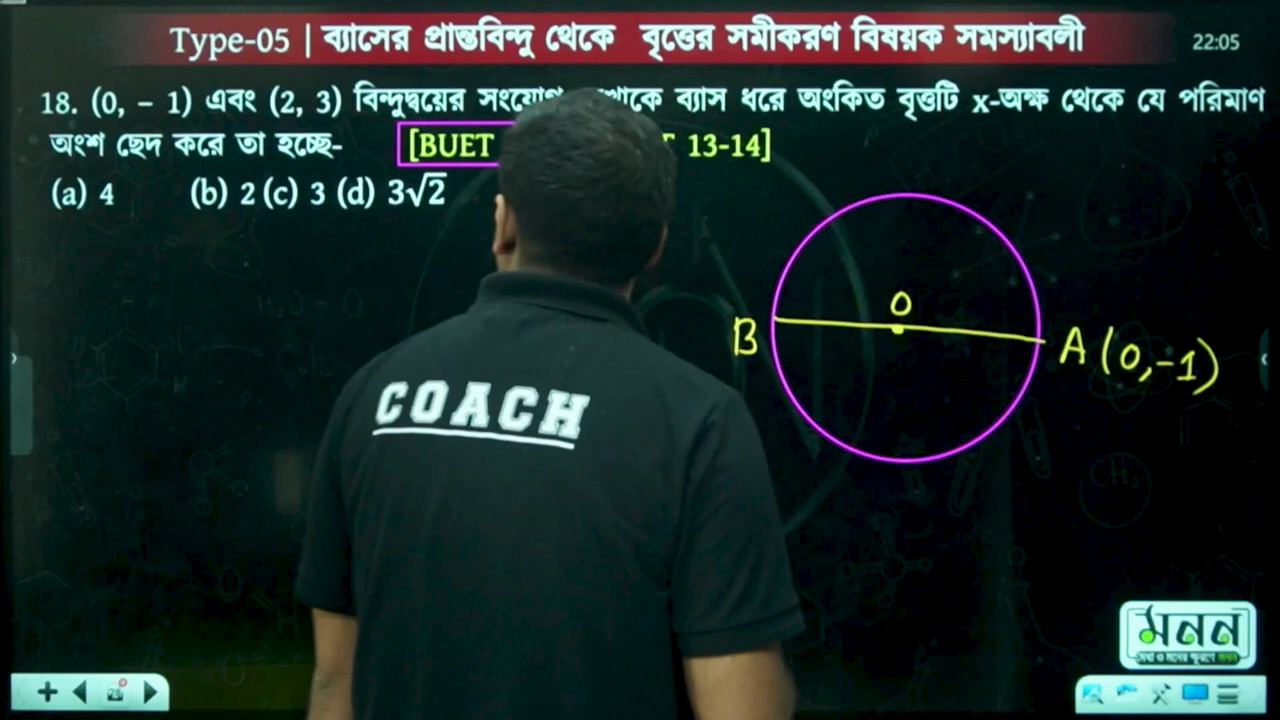 Type-05 | ব্যাসের প্রান্তবিন্দু থেকে বৃত্তের সমীকরণ বিষয়ক সমস্যাবলী
22:05
18. (0, – 1) এবং (2, 3) বিন্দুদ্বয়ের ব্যাস ধরে অংকিত বৃত্তটি x-অক্ষ থেকে যে পরিমাণ
অংশ ছেদ করে তা হচ্ছে- [BUET 13-14]
(a) 4 (b) 2 (c) 3 (d) 3√2
O
B A (0,-1)
COACH
মনন